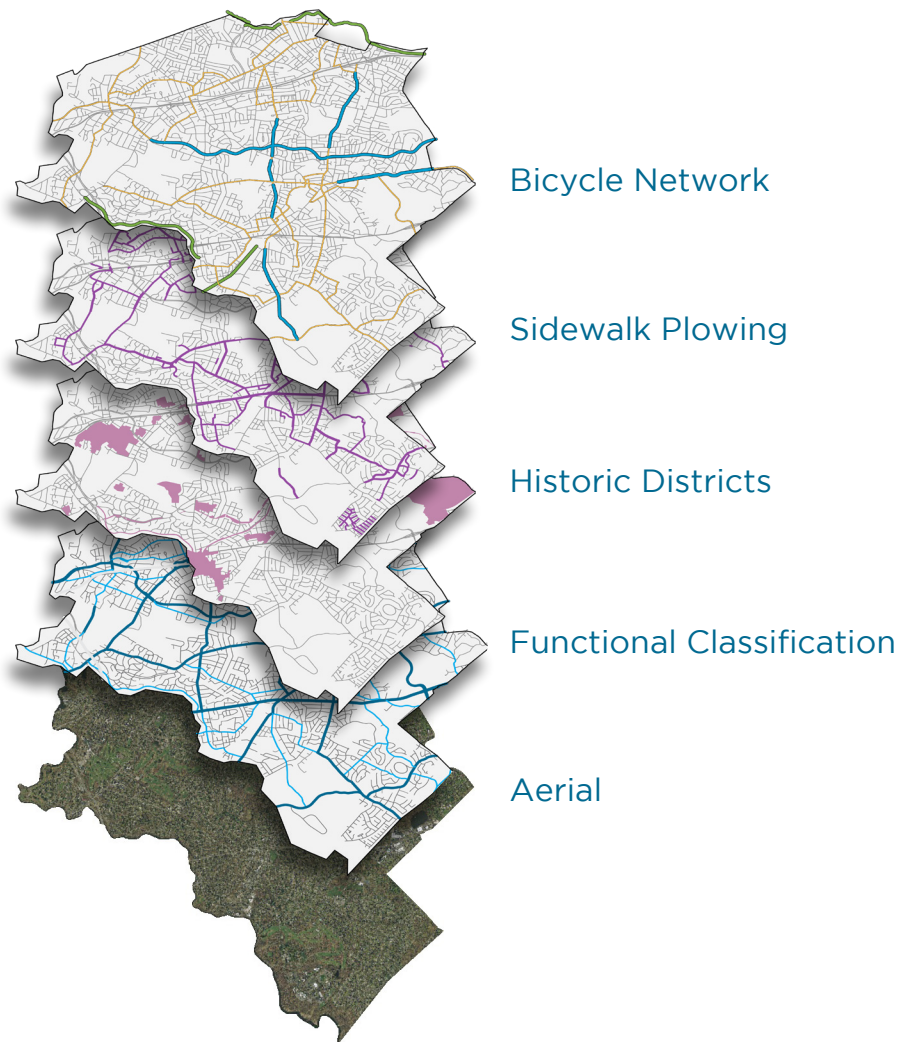 Bicycle Network
Sidewalk Plowing
Historic Districts
Functional Classification
Aerial